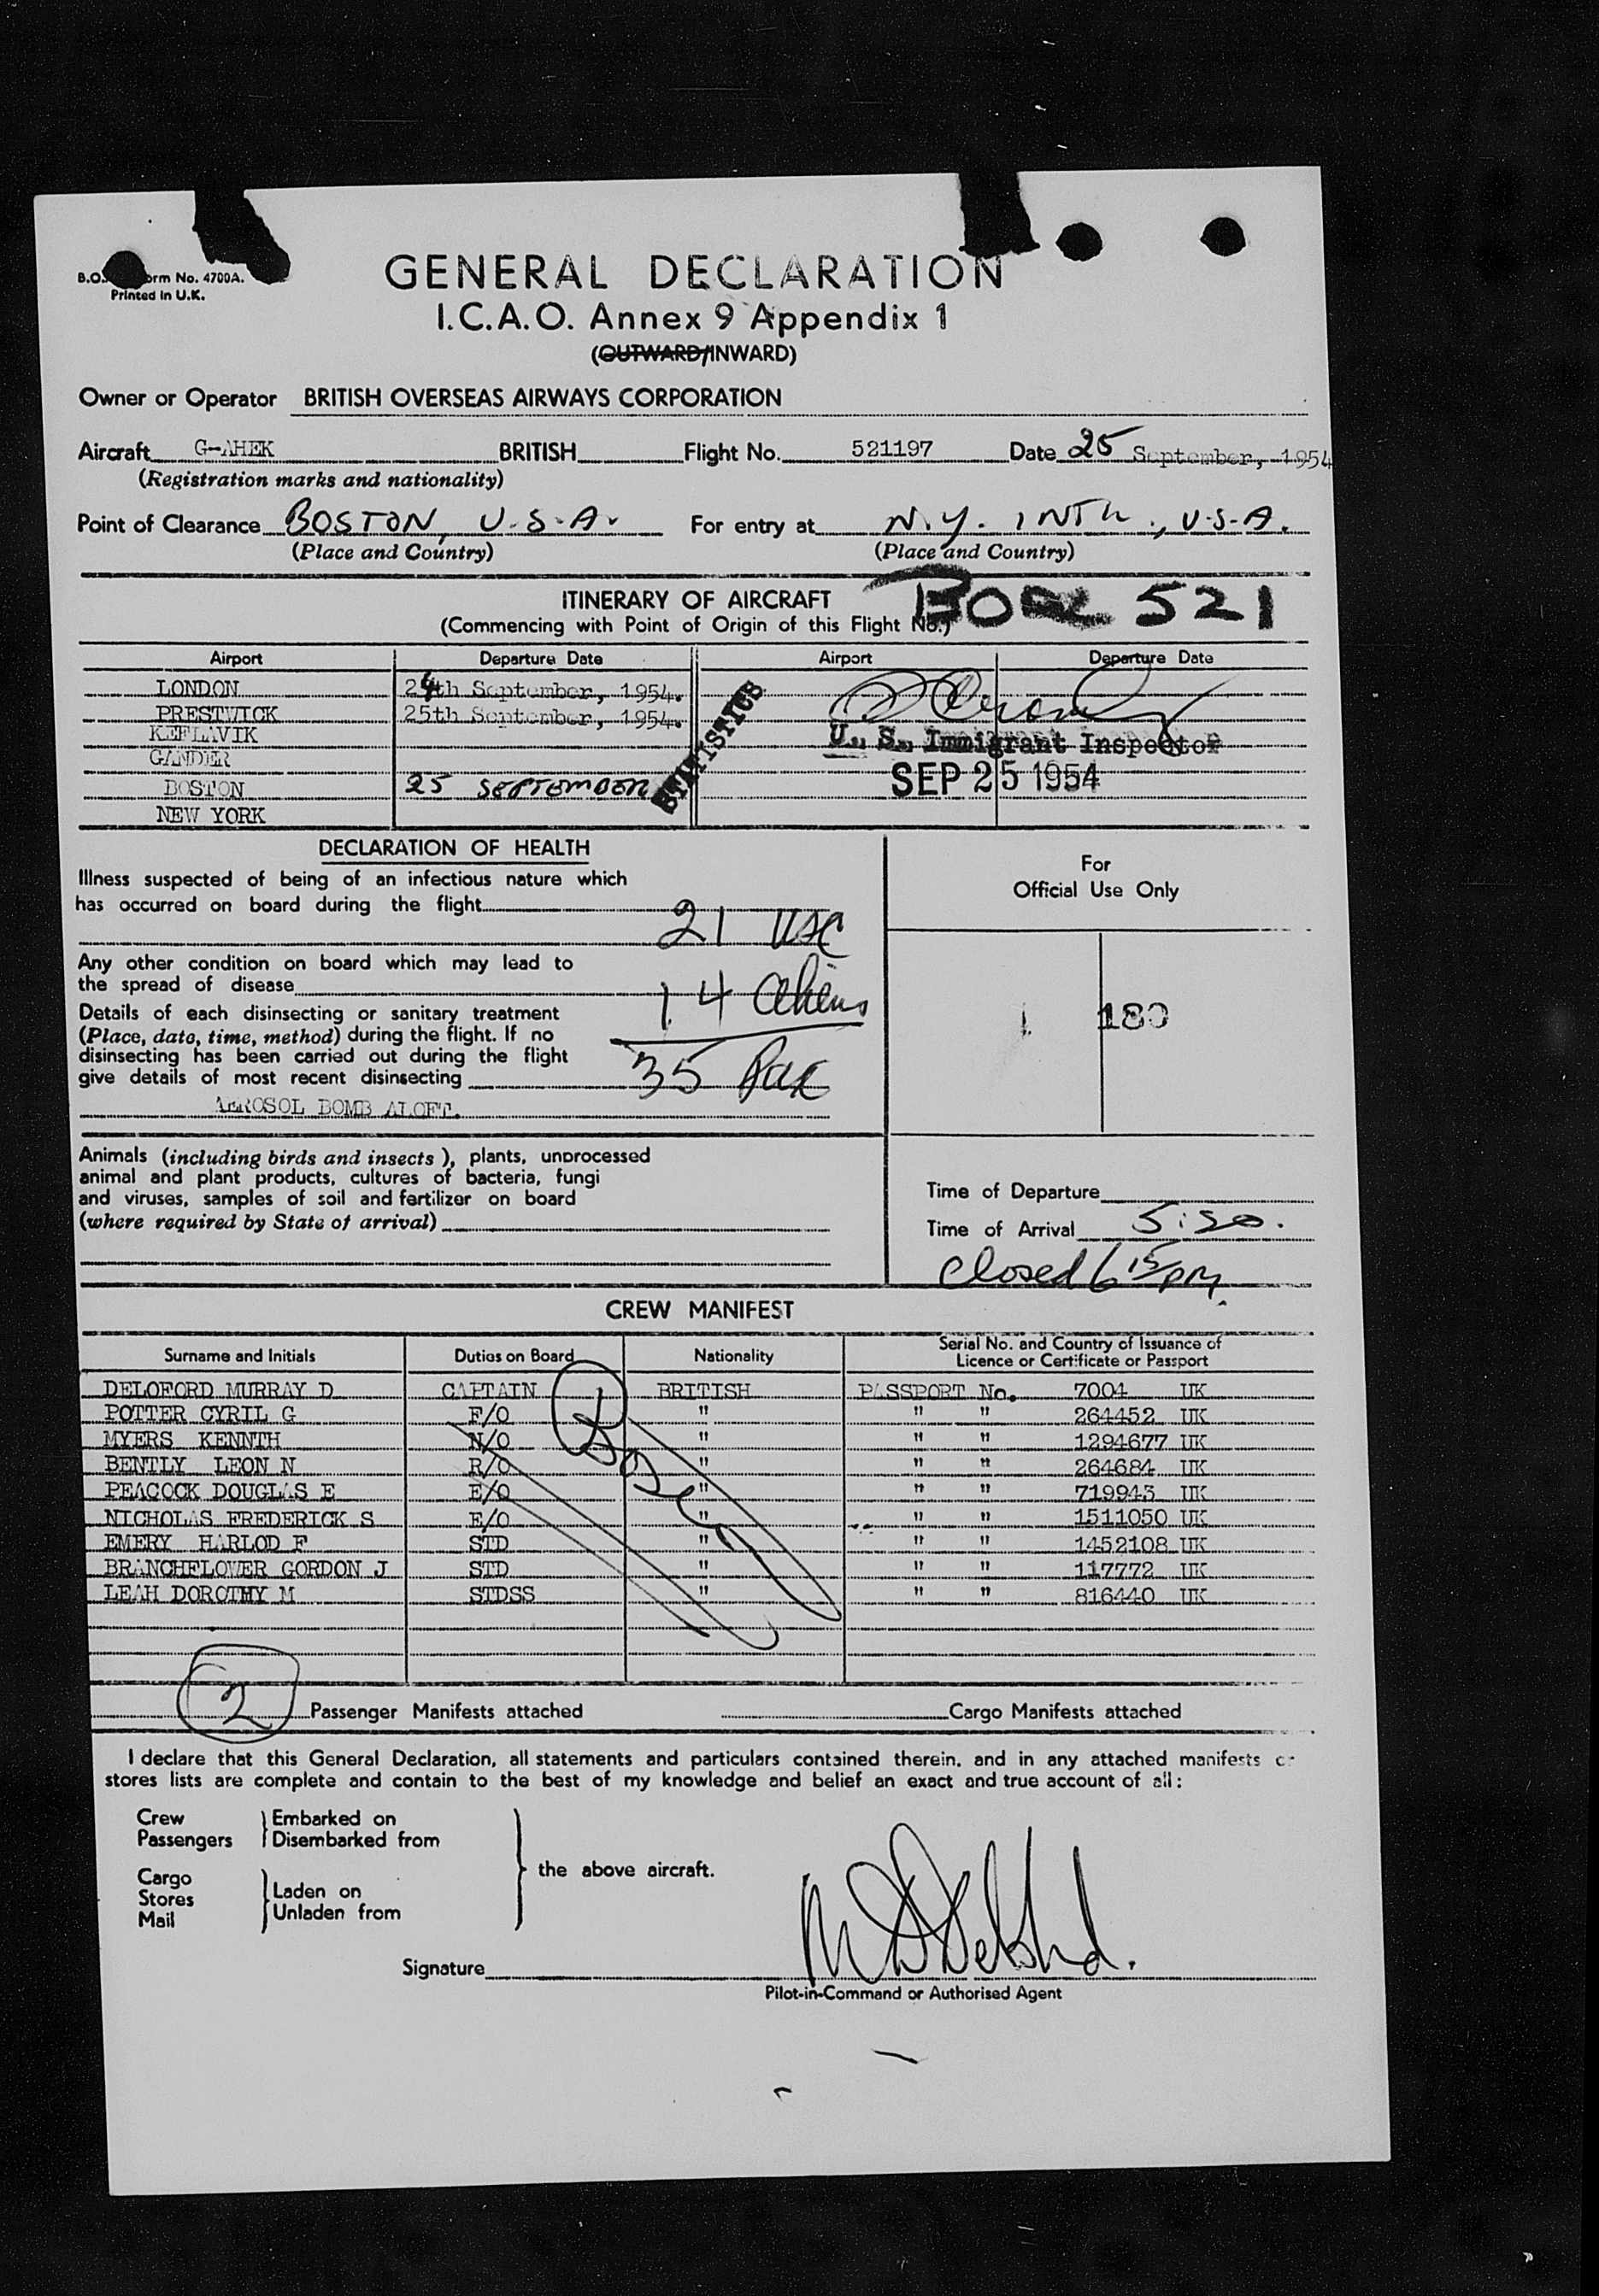 GENERAL DECLARATION
B.O. orm No. 4700A.
Printed in U.K.
I.C.A.O. Annex 9 Appendix 1
(OUTWARD/INWARD)
Owner or Operator BRITISH OVERSEAS AIRWAYS CORPORATION
Aircraft G-AHEK BRITISH Flight No. 521197 Date 25 September, 1954
(Registration marks and nationality)
Point of Clearance BOSTON, U.S.A. For entry at N.Y. INTL., U.S.A.
(Place and Country) (Place and Country)
ITINERARY OF AIRCRAFT 521
(Commencing with Point of Origin of this Flight No.)
Airport Departure Date Airport Departure Date
LONDON 24th September, 1954.
PRESTWICK 25th September, 1954.
KEFLAVIK
U. S. Immigrant Inspector
GANDER
STATISTICS
BOSTON 25 SEPTEMBER SEP 25 1954
NEW YORK
DECLARATION OF HEALTH
For
Official Use Only
Illness suspected of being of an infectious nature which
has occurred on board during the flight
21 USC
Any other condition on board which may lead to
the spread of disease
14 Aliens
Details of each disinsecting or sanitary treatment
(Place, date, time, method) during the flight. If no
disinsecting has been carried out during the flight
give details of most recent disinsecting
35 Pax
180
AEROSOL BOMB ALOFT.
Animals (including birds and insects), plants, unprocessed
animal and plant products, cultures of bacteria, fungi
and viruses, samples of soil and fertilizer on board
(where required by State of arrival)
Time of Departure
Time of Arrival 5:50.
Closed 6 15 pm.
CREW MANIFEST
Surname and Initials Duties on Board Nationality Serial No. and Country of Issuance of
Licence or Certificate or Passport
DELOFORD MURRAY D CAPTAIN BRITISH PASSPORT No. 7004 UK
POTTER CYRIL G F/O " " " 264452 UK
MYERS KENNTH N/O " " " 1294677 UK
BENTLY LEON N R/O " " " 264684 UK
PEACOCK DOUGLAS E E/O " " " 719943 UK
NICHOLAS FREDERICK S E/O " " " 1511050 UK
EMERY HARLOD F STD " " " 1452108 UK
BRANCHFLOWER GORDON J STD " " " 117772 UK
LEAH DOROTHY M STDSS " " " 816440 UK
2 Passenger Manifests attached Cargo Manifests attached
I declare that this General Declaration, all statements and particulars contained therein, and in any attached manifests or
stores lists are complete and contain to the best of my knowledge and belief an exact and true account of all:
Crew Embarked on
Passengers Disembarked from
the above aircraft.
Cargo
Stores Laden on
Mail Unladen from
Signature
Pilot-in-Command or Authorised Agent